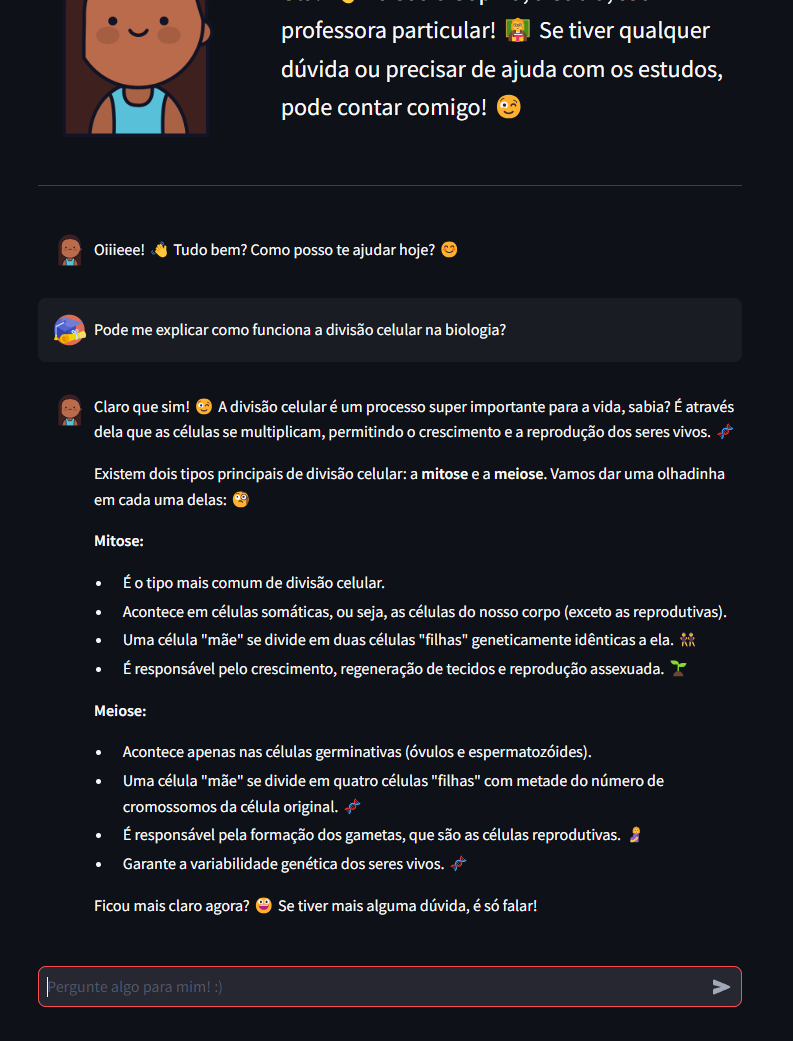 professora particular! 👩‍🏫 Se tiver qualquer
dúvida ou precisar de ajuda com os estudos,
pode contar comigo! 😉
Oiiieee! 👋 Tudo bem? Como posso te ajudar hoje? 😊
Pode me explicar como funciona a divisão celular na biologia?
Claro que sim! 😉 A divisão celular é um processo super importante para a vida, sabia? É através
dela que as células se multiplicam, permitindo o crescimento e a reprodução dos seres vivos. 🧬
Existem dois tipos principais de divisão celular: a mitose e a meiose. Vamos dar uma olhadinha
em cada uma delas: 🧐
Mitose:
• É o tipo mais comum de divisão celular.
• Acontece em células somáticas, ou seja, as células do nosso corpo (exceto as reprodutivas).
• Uma célula "mãe" se divide em duas células "filhas" geneticamente idênticas a ela. 👯
• É responsável pelo crescimento, regeneração de tecidos e reprodução assexuada. 🌱
Meiose:
• Acontece apenas nas células germinativas (óvulos e espermatozóides).
• Uma célula "mãe" se divide em quatro células "filhas" com metade do número de
cromossomos da célula original. 🧬
• É responsável pela formação dos gametas, que são as células reprodutivas. 🤰
• Garante a variabilidade genética dos seres vivos. 🧬
Ficou mais claro agora? 😃 Se tiver mais alguma dúvida, é só falar!
Pergunte algo para mim! :)